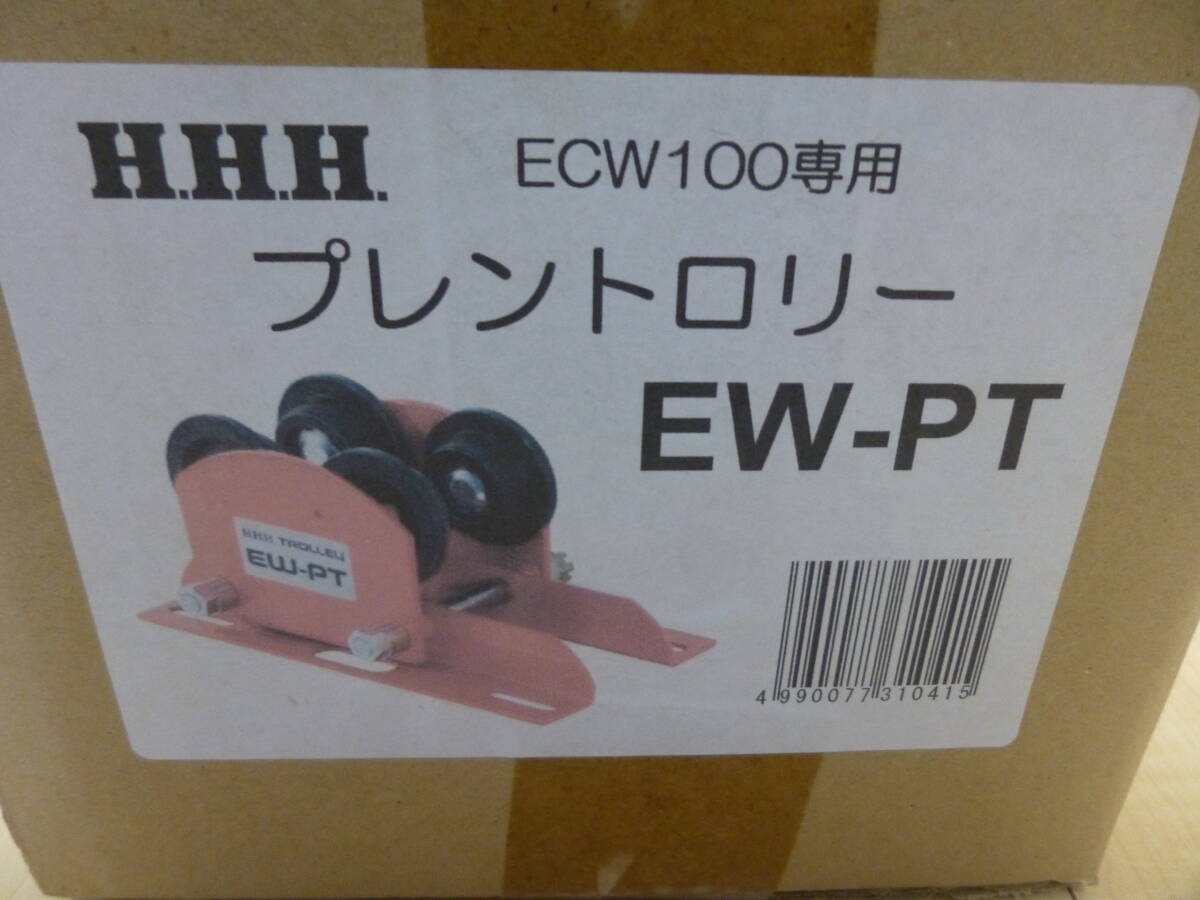 H.H.H. ECW100専用
プレントロリー
EW-PT
H.H.H TROLLEY
EW-PT
4 990077 310415